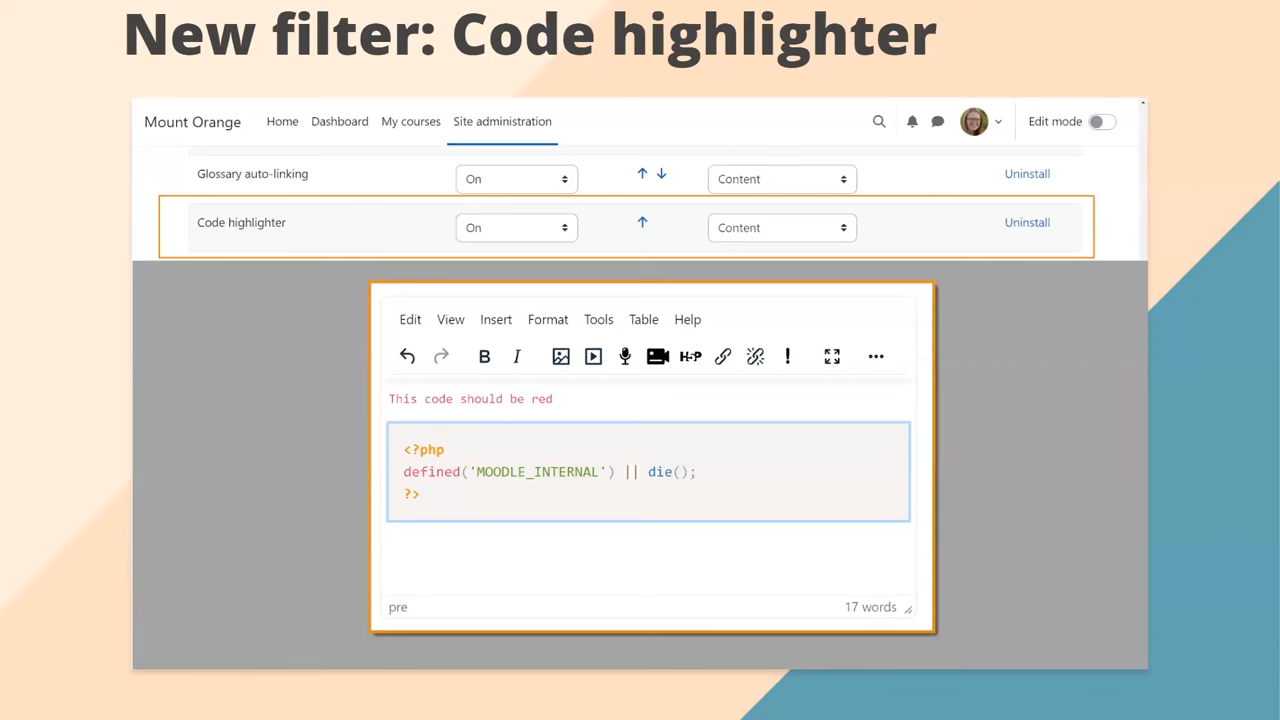 New filter: Code highlighter
Mount Orange Home Dashboard My courses Site administration Edit mode
Glossary auto-linking On Content Uninstall
Code highlighter On Content Uninstall
Edit View Insert Format Tools Table Help
B I H-P ! ...
This code should be red
<?php
defined('MOODLE_INTERNAL') || die();
?>
pre 17 words